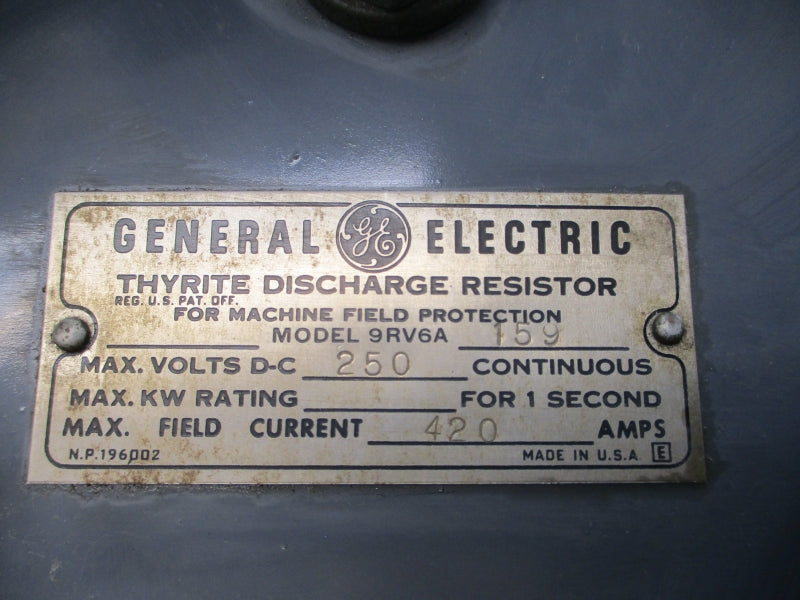 GENERAL GE ELECTRIC
THYRITE DISCHARGE RESISTOR
REG. U.S. PAT. OFF.
FOR MACHINE FIELD PROTECTION
MODEL 9RV6A 159
MAX. VOLTS D-C 250 CONTINUOUS
MAX. KW RATING FOR 1 SECOND
MAX. FIELD CURRENT 420 AMPS
N.P.196002 MADE IN U.S.A. E